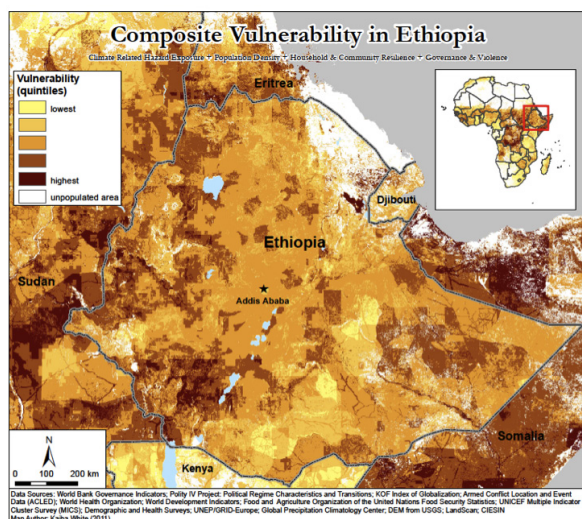 Composite Vulnerability in Ethiopia
Climate Related Hazard Exposure + Population Density + Household & Community Resilience + Governance & Violence
Vulnerability
(quintiles)
lowest
highest
unpopulated area
Eritrea
Djibouti
Ethiopia
Sudan
Addis Ababa
Somalia
Kenya
N
0 100 200 km
Data Sources: World Bank Governance Indicators; Polity IV Project: Political Regime Characteristics and Transitions; KOF Index of Globalization; Armed Conflict Location and Event
Data (ACLED); World Health Organization; World Development Indicators; Food and Agriculture Organization of the United Nations Food Security Statistics; UNICEF Multiple Indicator
Cluster Survey (MICS); Demographic and Health Surveys; UNEP/GRID-Europe; Global Precipitation Climatology Center; DEM from USGS; LandScan; CIESIN
Map Author: Kaiba White (2011)